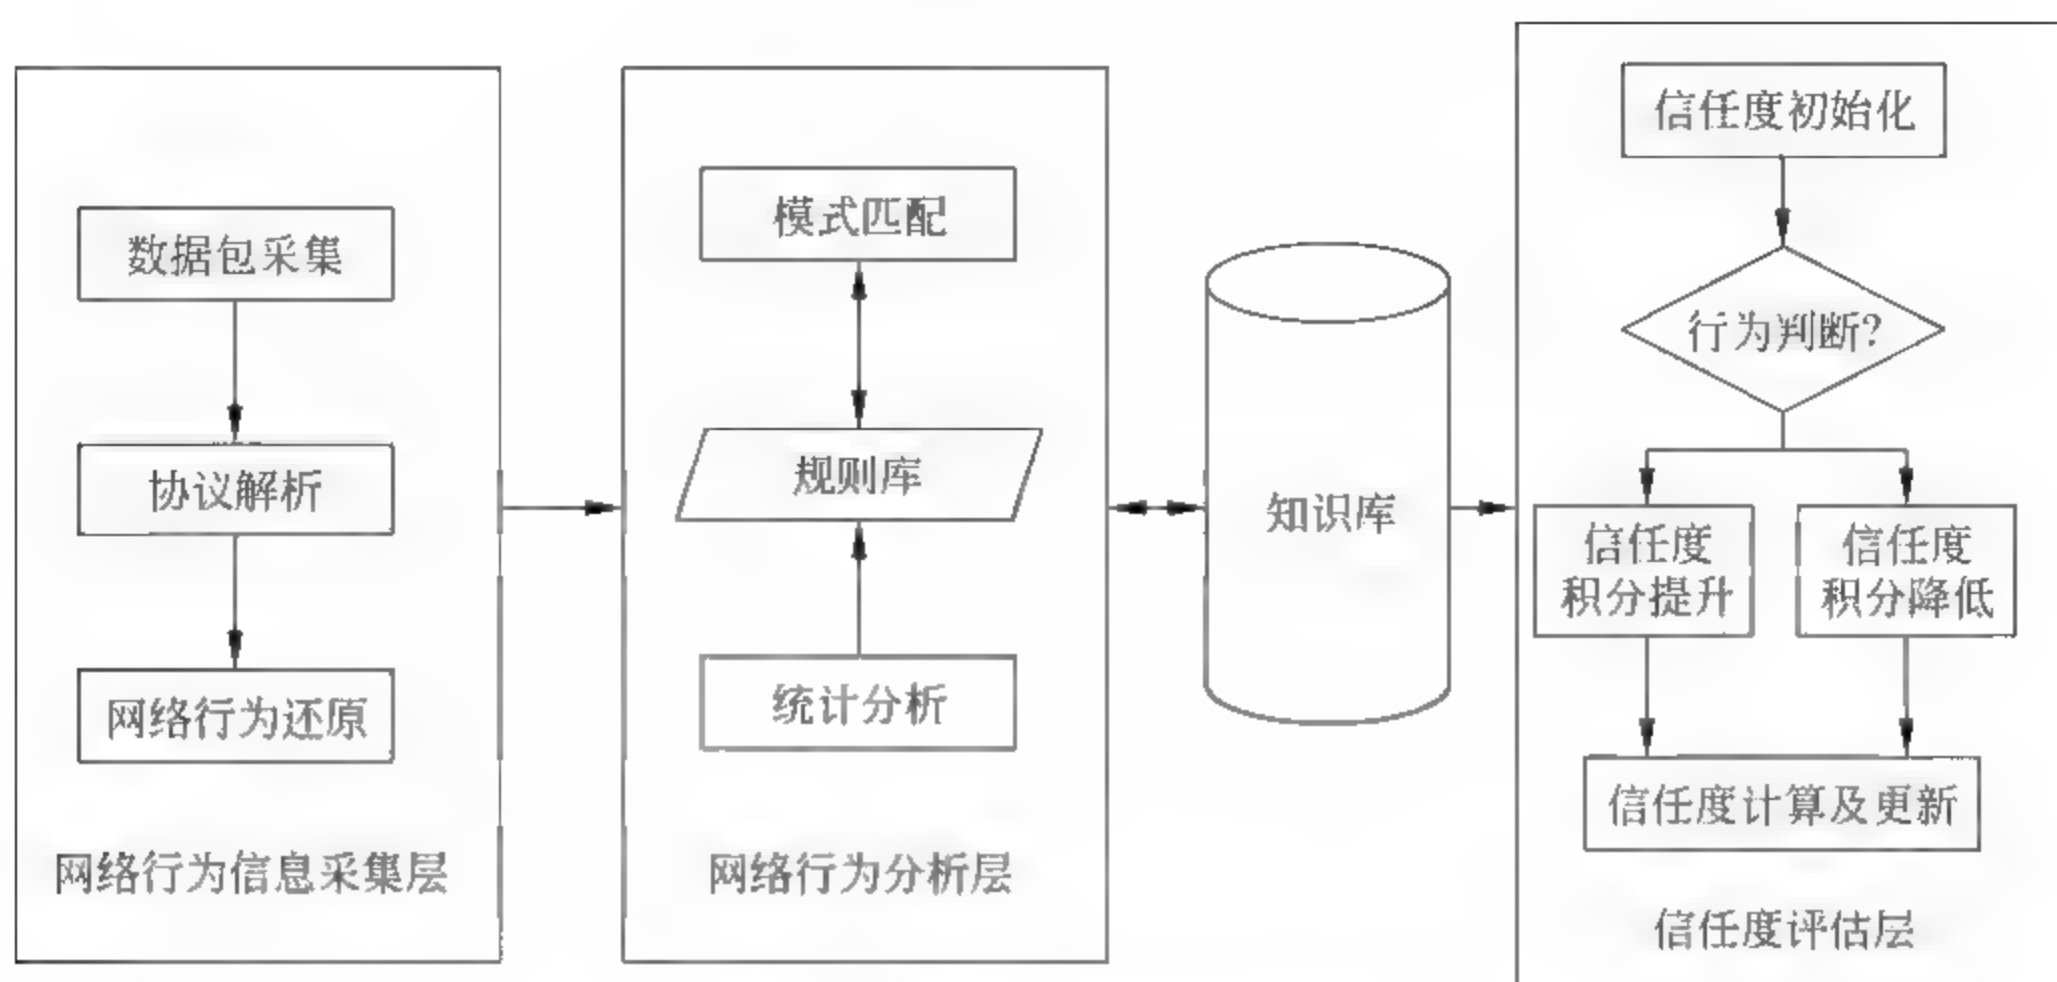 数据包采集
协议解析
网络行为还原
网络行为信息采集层
模式匹配
规则库
统计分析
网络行为分析层
知识库
信任度初始化
行为判断?
信任度
积分提升
信任度
积分降低
信任度计算及更新
信任度评估层